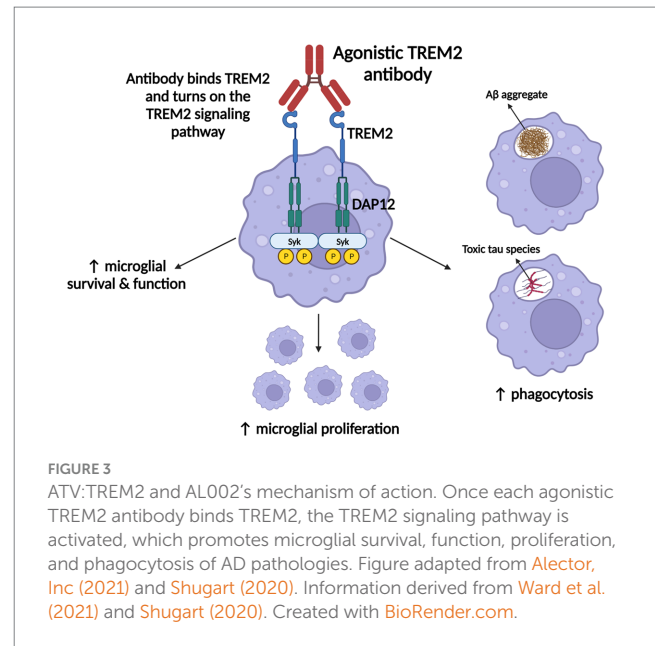 Agonistic TREM2
antibody
Antibody binds TREM2
and turns on the
TREM2 signaling
pathway
TREM2
DAP12
Syk
Syk
P
P
P
P
↑ microglial
survival & function
↑ microglial proliferation
Aβ aggregate
Toxic tau species
↑ phagocytosis
FIGURE 3
ATV:TREM2 and AL002's mechanism of action. Once each agonistic
TREM2 antibody binds TREM2, the TREM2 signaling pathway is
activated, which promotes microglial survival, function, proliferation,
and phagocytosis of AD pathologies. Figure adapted from Alector,
Inc (2021) and Shugart (2020). Information derived from Ward et al.
(2021) and Shugart (2020). Created with BioRender.com.